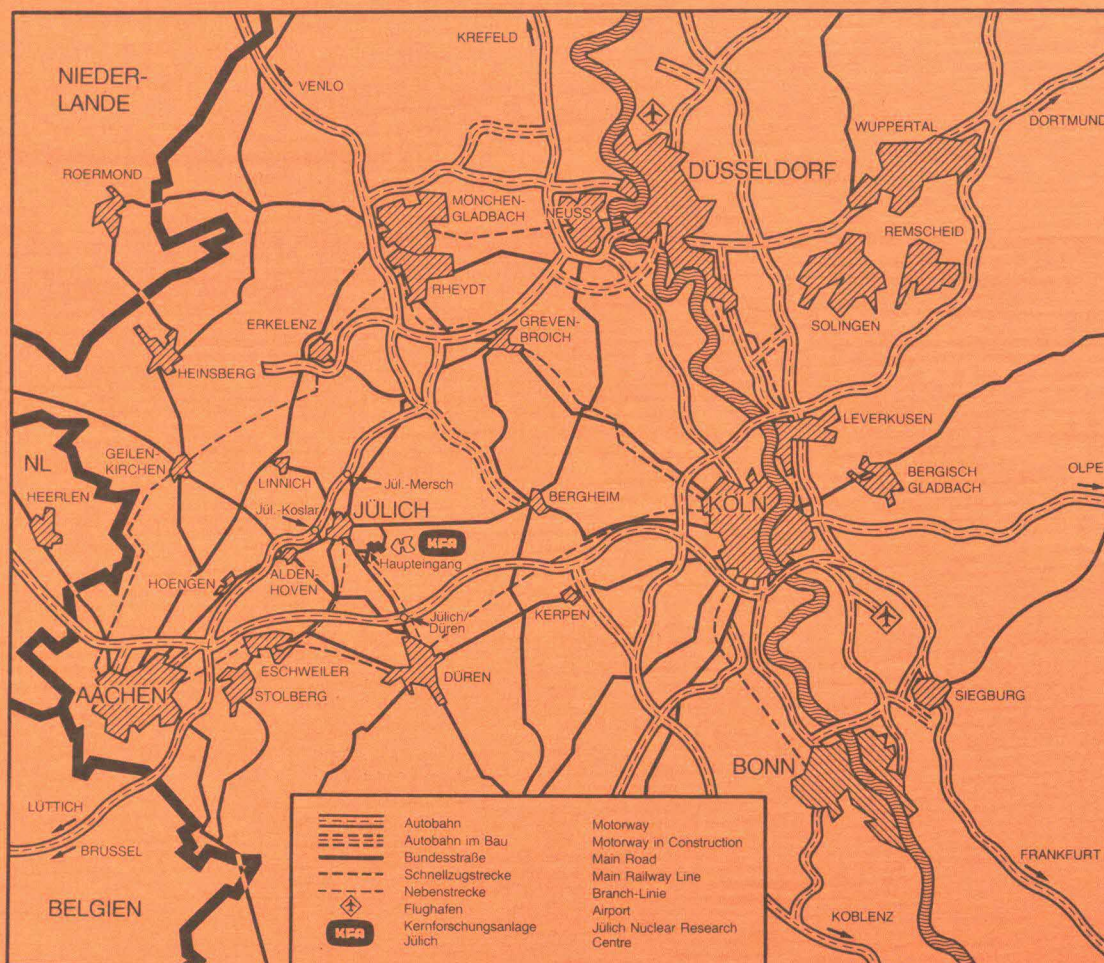 KREFELD
NIEDER-
LANDE
VENLO
DORTMUND
WUPPERTAL
DÜSSELDORF
ROERMOND
MÖNCHEN-
GLADBACH
NEUSS
REMSCHEID
RHEYDT
SOLINGEN
ERKELENZ
GREVEN-
BROICH
HEINSBERG
LEVERKUSEN
GEILEN-
KIRCHEN
NL
HEERLEN
LINNICH
Jül.-Mersch
BERGHEIM
BERGISCH
GLADBACH
OLPE
Jül.-Koslar
JÜLICH
KÖLN
KFA
Haupteingang
HOENGEN
ALDEN-
HOVEN
Jülich/
Düren
KERPEN
ESCHWEILER
DÜREN
AACHEN
STOLBERG
SIEGBURG
BONN
LÜTTICH
BRÜSSEL
FRANKFURT
BELGIEN
KOBLENZ
Autobahn Motorway
Autobahn im Bau Motorway in Construction
Bundesstraße Main Road
Schnellzugstrecke Main Railway Line
Nebenstrecke Branch-Linie
Flughafen Airport
KFA Kernforschungsanlage Jülich Nuclear Research
Jülich Centre